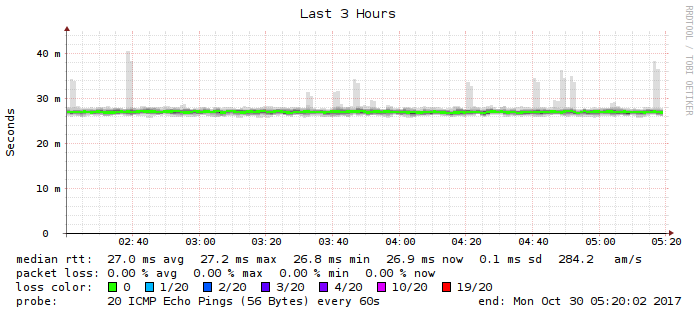 Last 3 Hours
RRDTOOL / TOBI OETIKER
Seconds
40 m
30 m
20 m
10 m
0
02:40 03:00 03:20 03:40 04:00 04:20 04:40 05:00 05:20
median rtt: 27.0 ms avg 27.2 ms max 26.8 ms min 26.9 ms now 0.1 ms sd 284.2 am/s
packet loss: 0.00 % avg 0.00 % max 0.00 % min 0.00 % now
loss color: 0 1/20 2/20 3/20 4/20 10/20 19/20
probe: 20 ICMP Echo Pings (56 Bytes) every 60s end: Mon Oct 30 05:20:02 2017